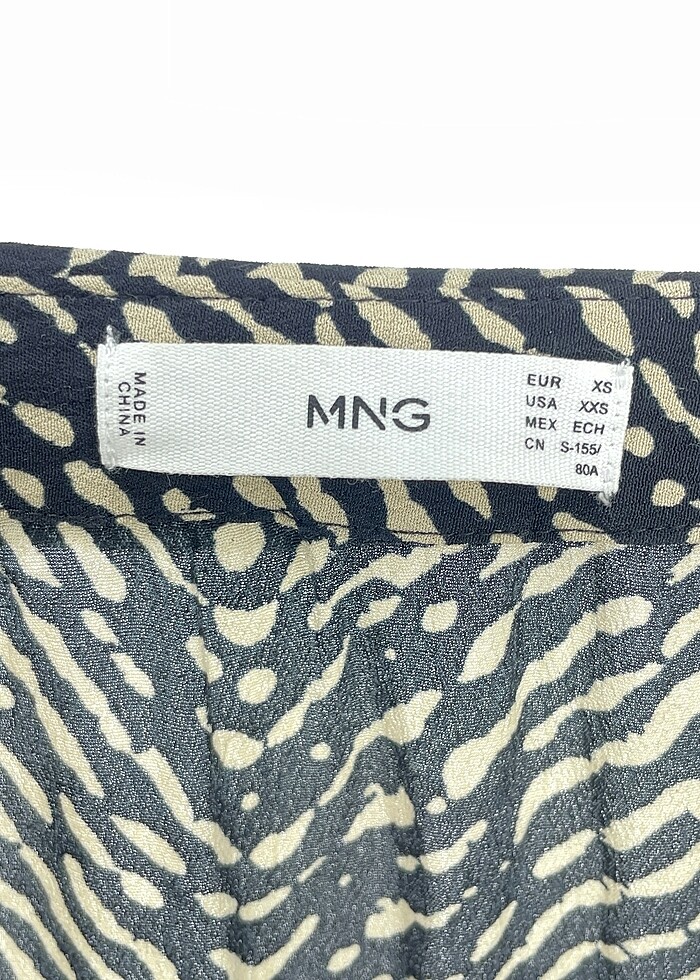 MADE IN
CHINA
MNG
EUR XS
USA XXS
MEX ECH
CN S-155/
80A